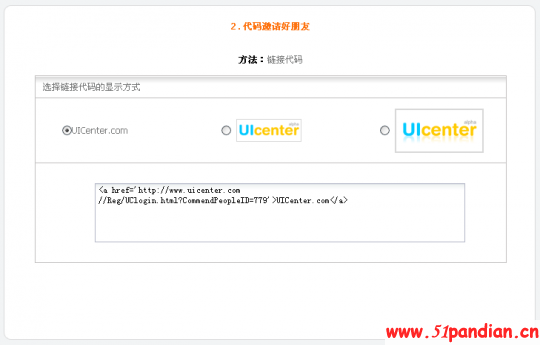 2.代码邀请好朋友
方法：链接代码
选择链接代码的显示方式
UICenter.com
UIcenter alpha
UIcenter alpha
<a href='http://www.uicenter.com
//Reg/UClogin.html?CommendPeopleID=779'>UICenter.com</a>
www.51pandian.cn